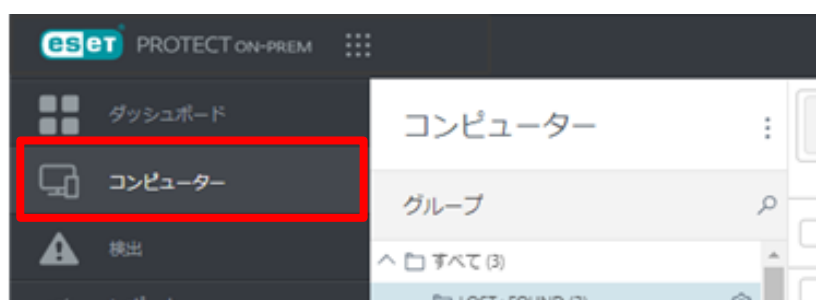 eset PROTECT ON-PREM
ダッシュボード
コンピューター
検出
コンピューター
グループ
すべて (3)